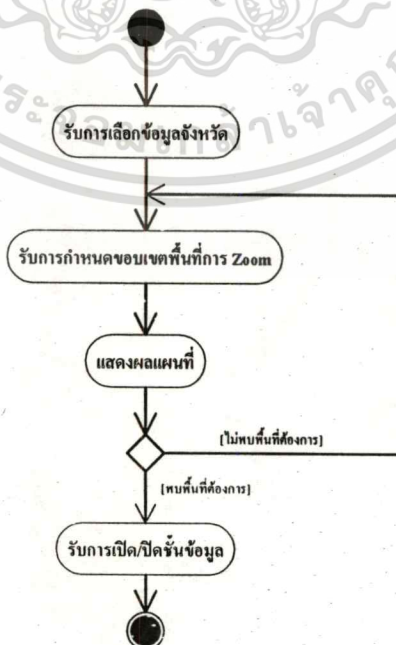 รับการเลือกข้อมูลจังหวัด
รับการกำหนดขอบเขตพื้นที่การ Zoom
แสดงผลแผนที่
[ไม่พบพื้นที่ต้องการ]
[พบพื้นที่ต้องการ]
รับการเปิด/ปิดชั้นข้อมูล